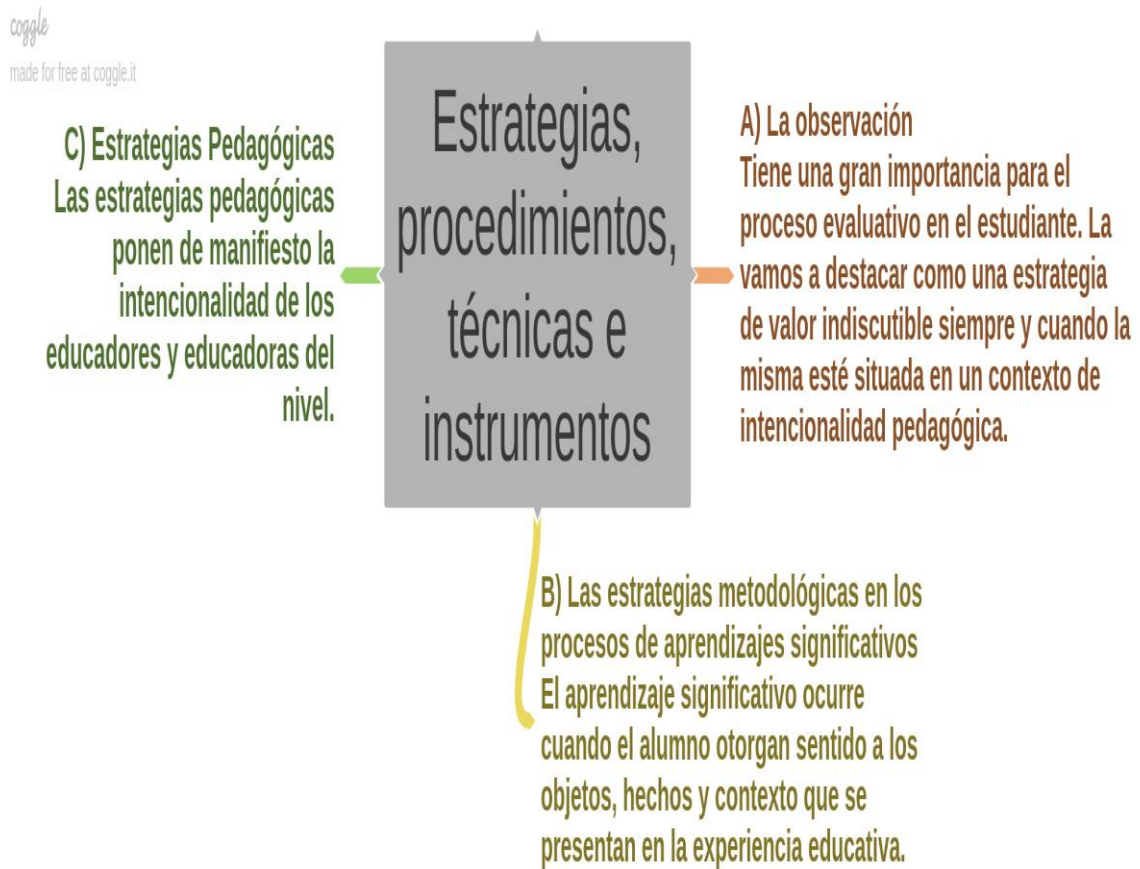 coggle
made for free at coggle.it
Estrategias,
procedimientos,
técnicas e
instrumentos
A) La observación
Tiene una gran importancia para el
proceso evaluativo en el estudiante. La
vamos a destacar como una estrategia
de valor indiscutible siempre y cuando la
misma esté situada en un contexto de
intencionalidad pedagógica.
B) Las estrategias metodológicas en los
procesos de aprendizajes significativos
El aprendizaje significativo ocurre
cuando el alumno otorgan sentido a los
objetos, hechos y contexto que se
presentan en la experiencia educativa.
C) Estrategias Pedagógicas
Las estrategias pedagógicas
ponen de manifiesto la
intencionalidad de los
educadores y educadoras del
nivel.